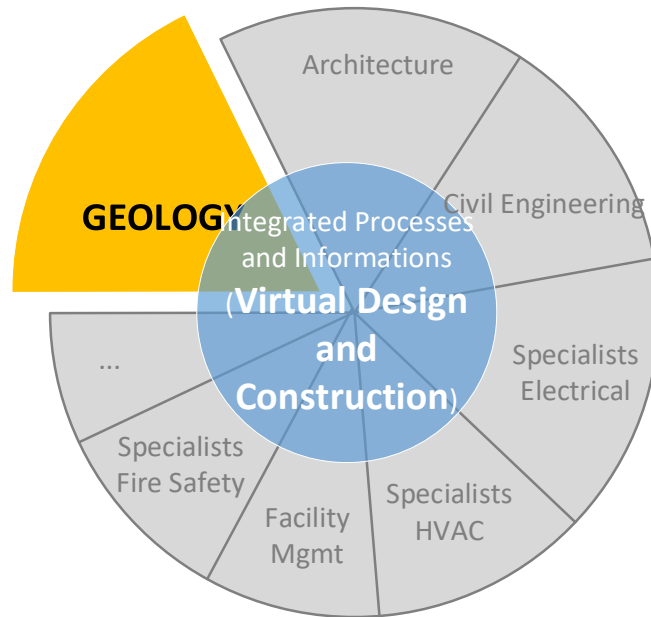 Architecture
Civil Engineering
GEOLOGY
Integrated Processes
and Informations
(Virtual Design
and
Construction)
Specialists
Electrical
...
Specialists
Fire Safety
Specialists
HVAC
Facility
Mgmt